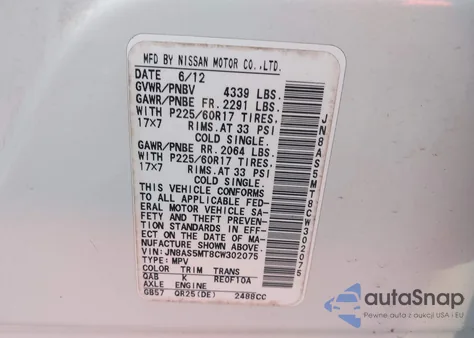 MFD BY NISSAN MOTOR CO.,LTD.
DATE 6/12
GVWR/PNBV 4339 LBS.
GAWR/PNBE FR. 2291 LBS.
WITH P225/60R17 TIRES.
17X7 RIMS.AT 33 PSI
COLD SINGLE.
GAWR/PNBE RR. 2064 LBS.
WITH P225/60R17 TIRES.
17X7 RIMS.AT 33 PSI
COLD SINGLE.
THIS VEHICLE CONFORMS
TO ALL APPLICABLE FED-
ERAL MOTOR VEHICLE SA-
FETY AND THEFT PREVEN-
TION STANDARDS IN EFF-
ECT ON THE DATE OF MA-
NUFACTURE SHOWN ABOVE.
VIN: JN8AS5MT8CW302075
TYPE: MPV
COLOR TRIM TRANS
QAB K RE0F10A
AXLE ENGINE
GB57 QR25(DE) 2488CC
JN8AS5MT8CW302075
autoSnap
Autoauktionen USA i EU